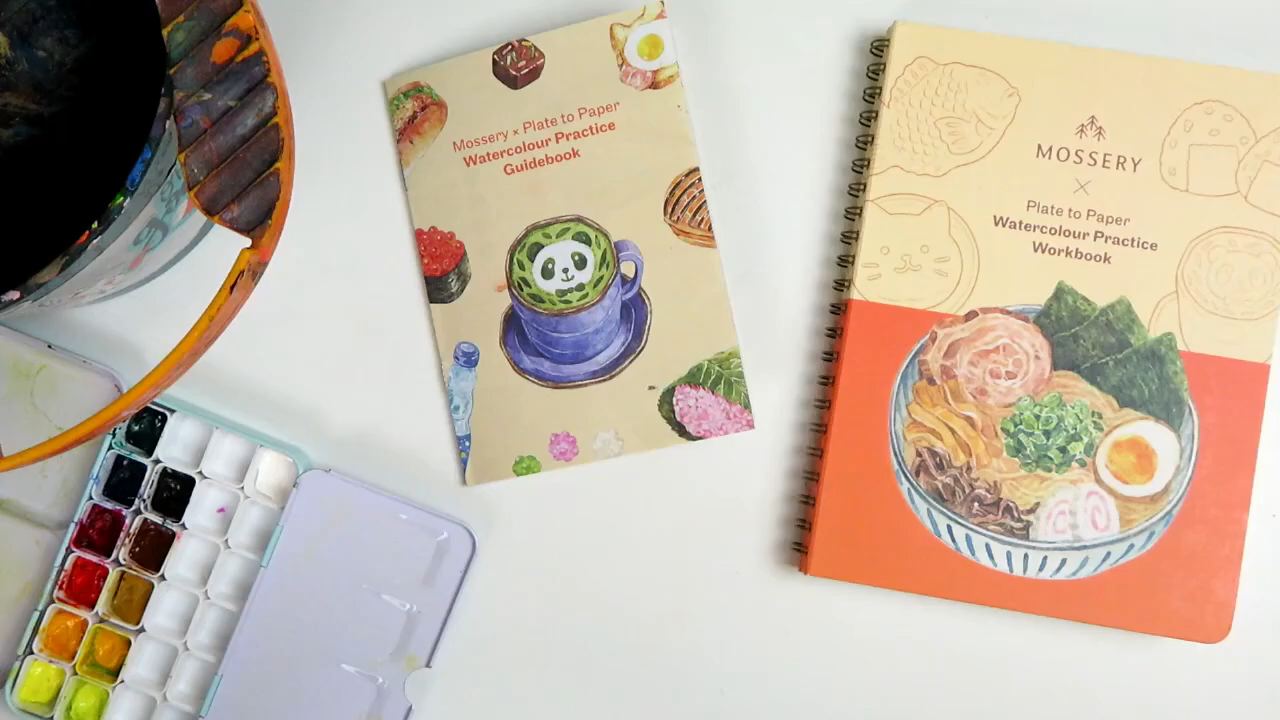 Mossery x Plate to Paper
Watercolour Practice
Guidebook
MOSSERY
X
Plate to Paper
Watercolour Practice
Workbook